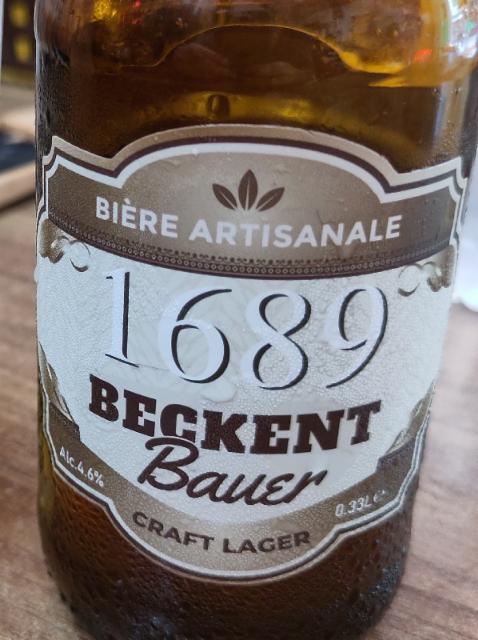 BIÈRE ARTISANALE
1689
BECKENT
Bauer
Alc.4.6%
0.33L e
CRAFT LAGER